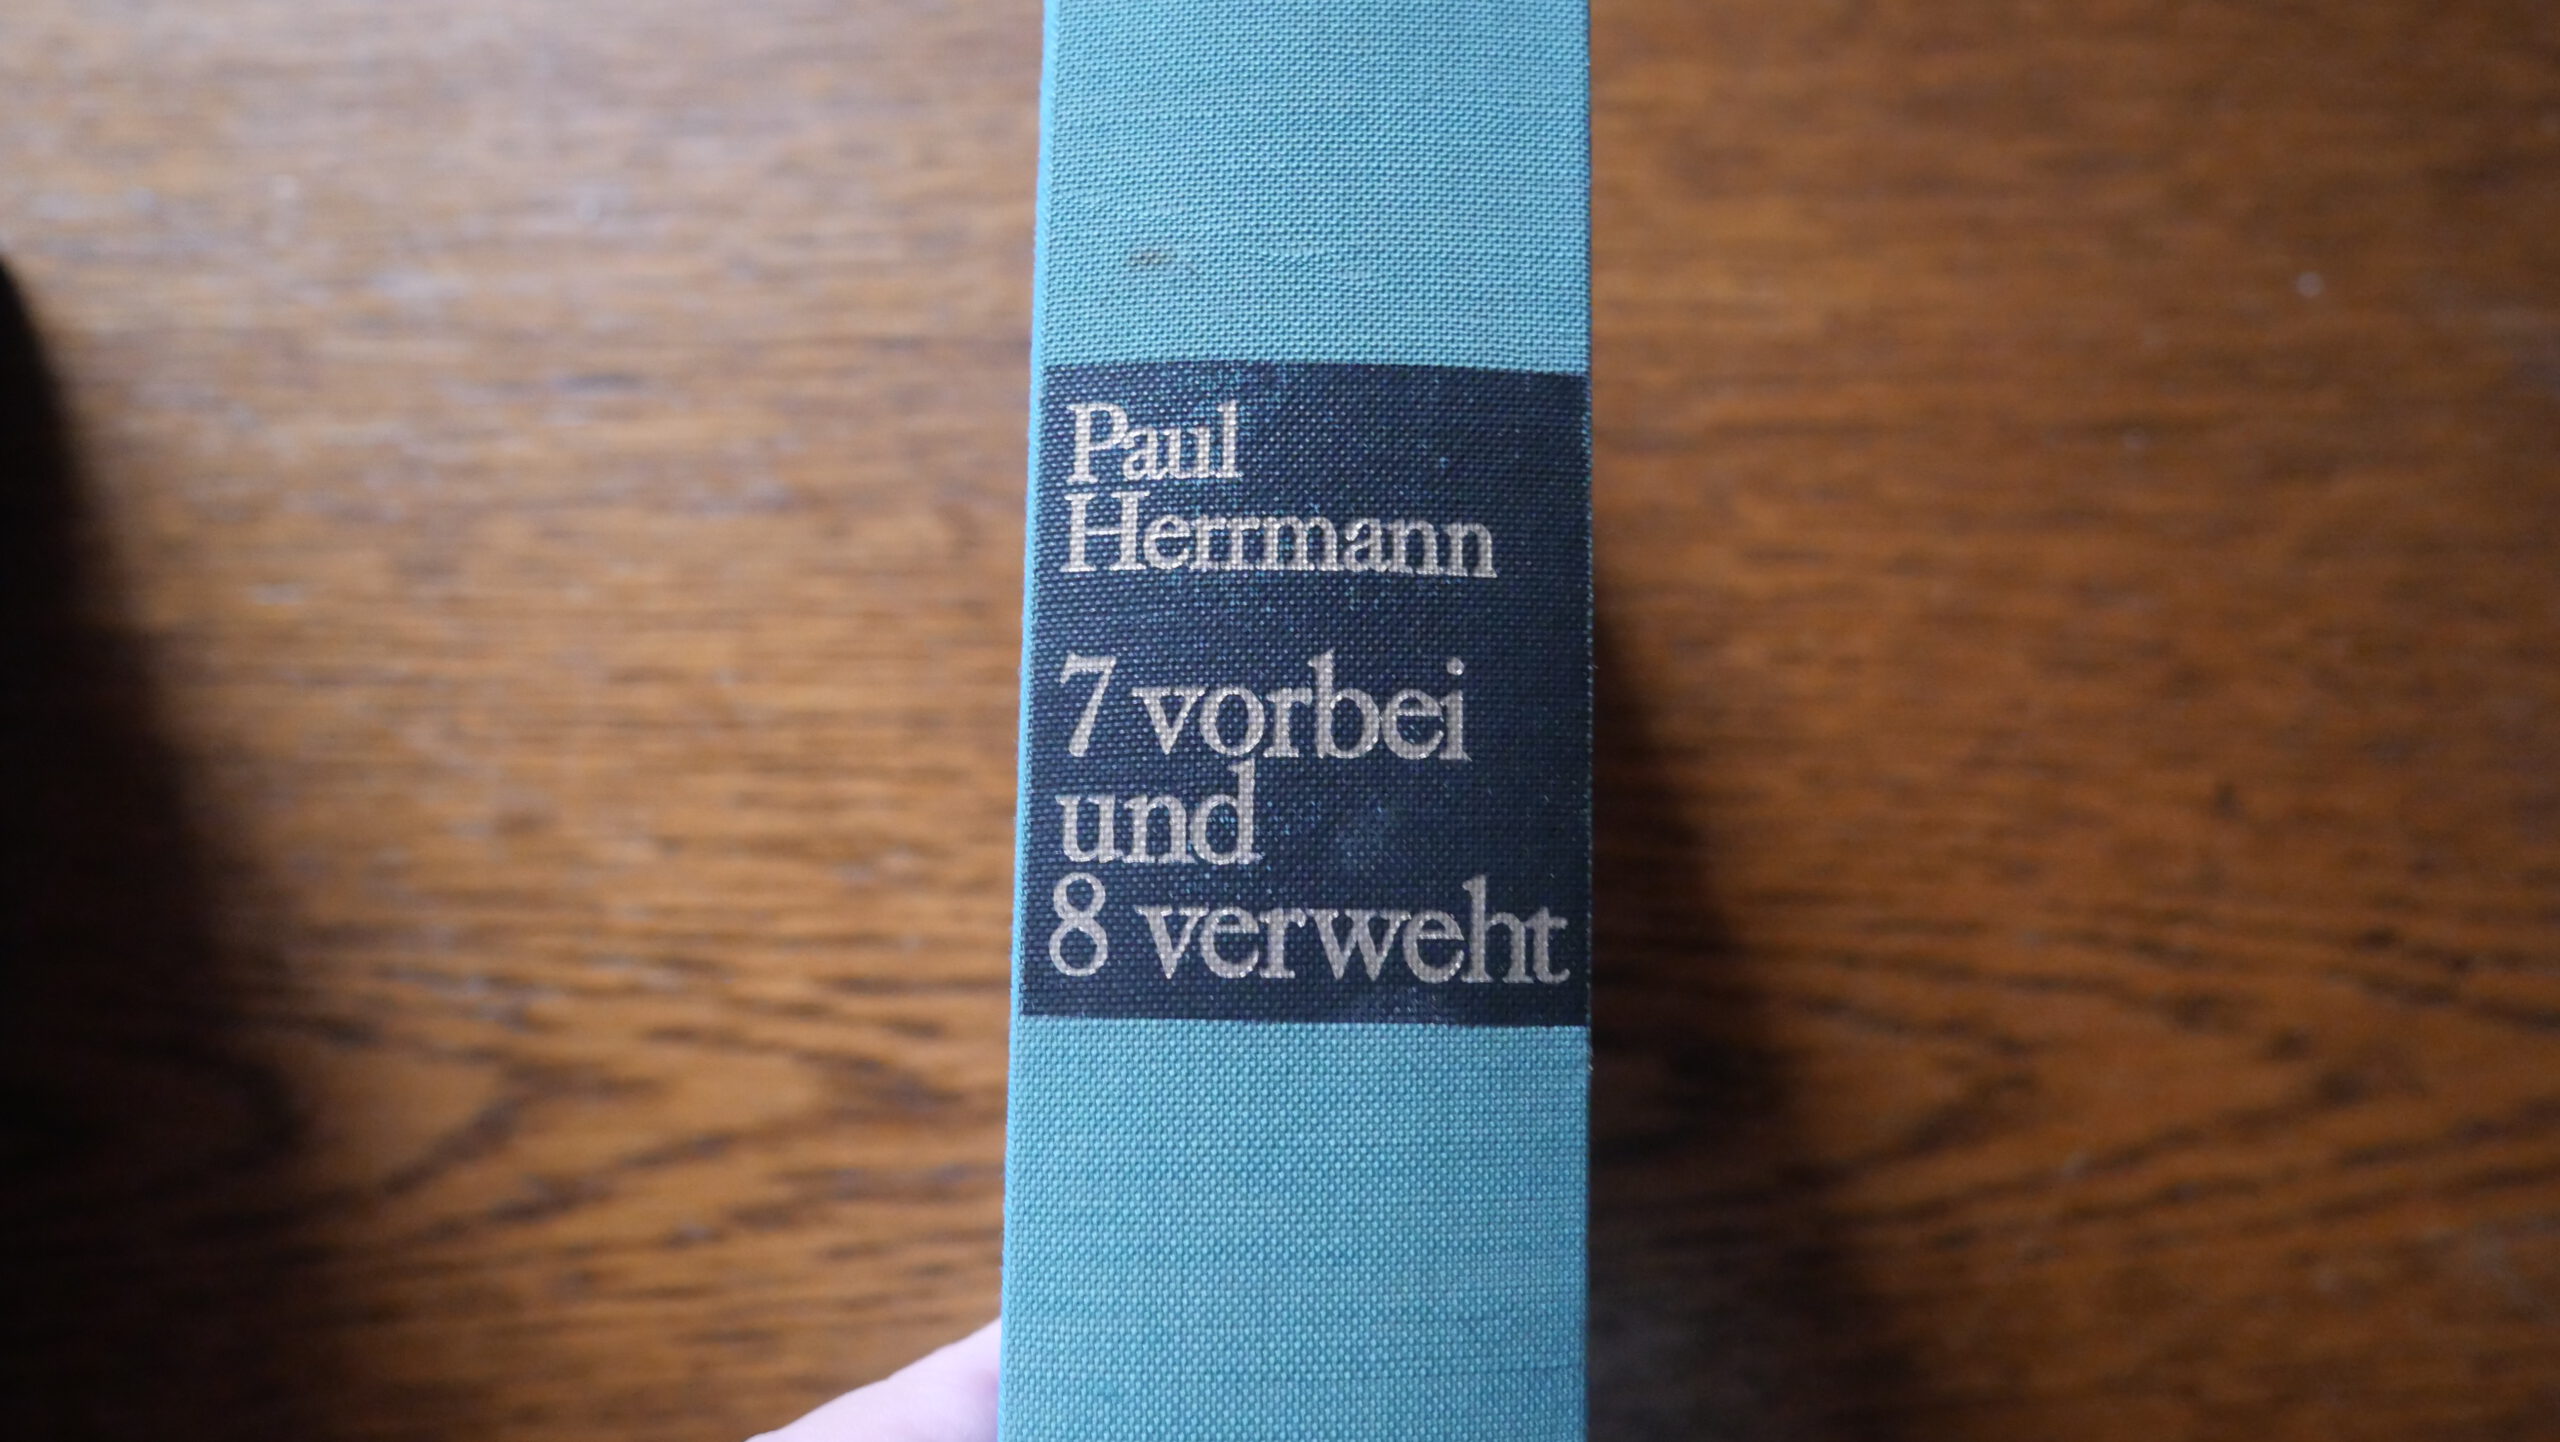 Paul
Herrmann
7 vorbei
und
8 verweht